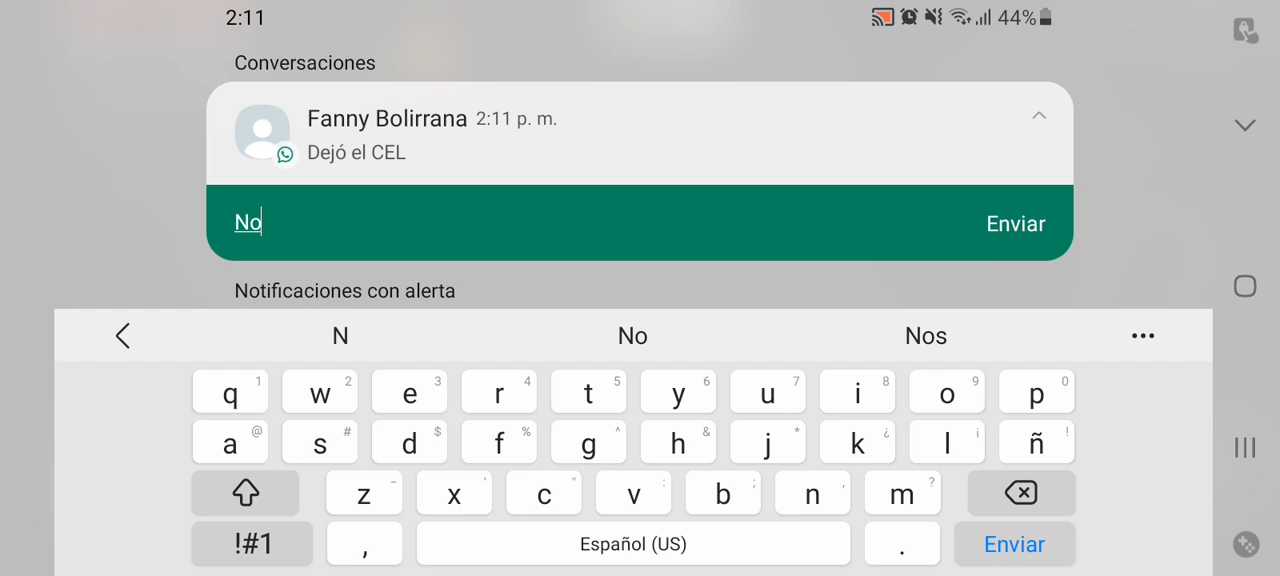 2:11 44%
Conversaciones
Fanny Bolirrana 2:11 p. m.
Dejó el CEL
No Enviar
Notificaciones con alerta
N No Nos
q 1 w 2 e 3 r 4 t 5 y 6 u 7 i 8 o 9 p 0
a @ s # d $ f % g ^ h & j * k ¿ l ¡ ñ !
z - x ' c " v : b ; n , m ?
!#1 , Español (US) . Enviar